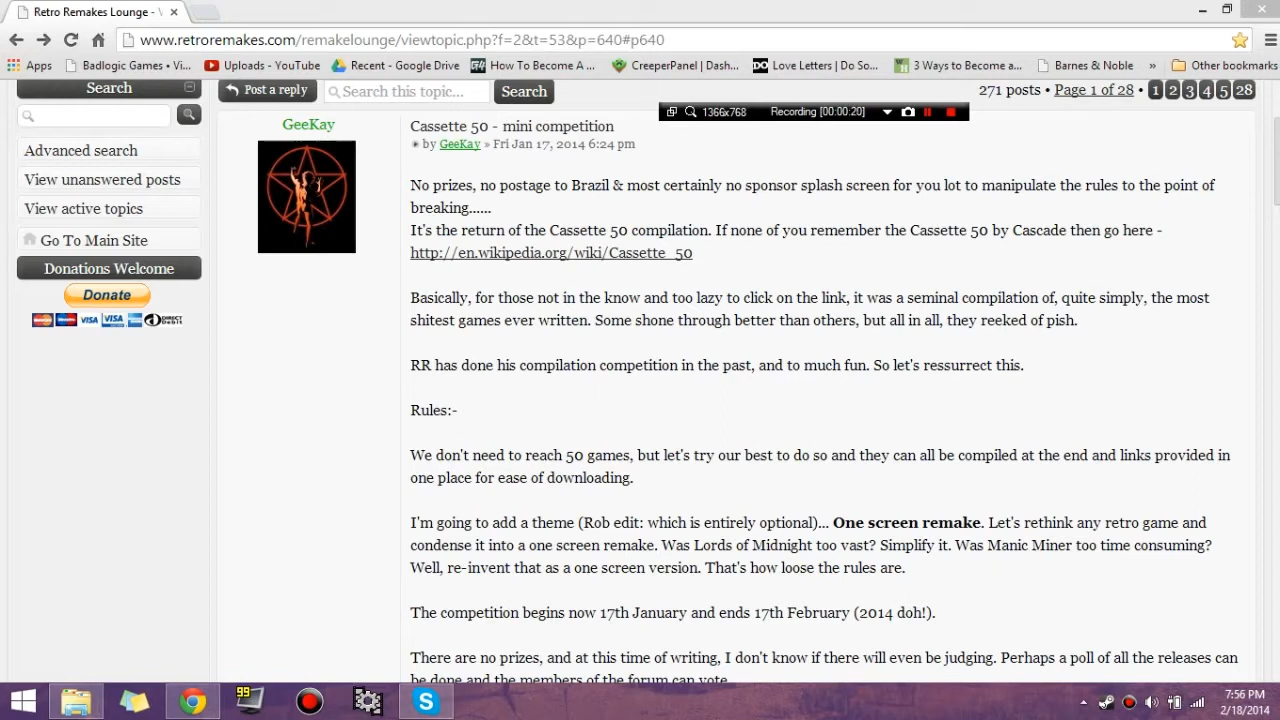 Retro Remakes Lounge - V
www.retroremakes.com/remakelounge/viewtopic.php?f=2&t=53&p=640#p640
Apps Badlogic Games • Vi... Uploads - YouTube Recent - Google Drive How To Become A ... CreeperPanel | Dash... Love Letters | Do So... 3 Ways to Become a... Barnes & Noble » Other bookmarks
Search
Post a reply Search this topic... Search 271 posts • Page 1 of 28 • 1 2 3 4 5 28
1366x768 Recording [00:00:20]
Advanced search
View unanswered posts
View active topics
Go To Main Site
Donations Welcome
Donate
VISA VISA DIRECT Debit
GeeKay
Cassette 50 - mini competition
by GeeKay » Fri Jan 17, 2014 6:24 pm
No prizes, no postage to Brazil & most certainly no sponsor splash screen for you lot to manipulate the rules to the point of
breaking......
It's the return of the Cassette 50 compilation. If none of you remember the Cassette 50 by Cascade then go here -
http://en.wikipedia.org/wiki/Cassette_50
Basically, for those not in the know and too lazy to click on the link, it was a seminal compilation of, quite simply, the most
shitest games ever written. Some shone through better than others, but all in all, they reeked of pish.
RR has done his compilation competition in the past, and to much fun. So let's ressurrect this.
Rules:-
We don't need to reach 50 games, but let's try our best to do so and they can all be compiled at the end and links provided in
one place for ease of downloading.
I'm going to add a theme (Rob edit: which is entirely optional)... One screen remake. Let's rethink any retro game and
condense it into a one screen remake. Was Lords of Midnight too vast? Simplify it. Was Manic Miner too time consuming?
Well, re-invent that as a one screen version. That's how loose the rules are.
The competition begins now 17th January and ends 17th February (2014 doh!).
There are no prizes, and at this time of writing, I don't know if there will even be judging. Perhaps a poll of all the releases can
be done and the members of the forum can vote
99
7:56 PM
2/18/2014